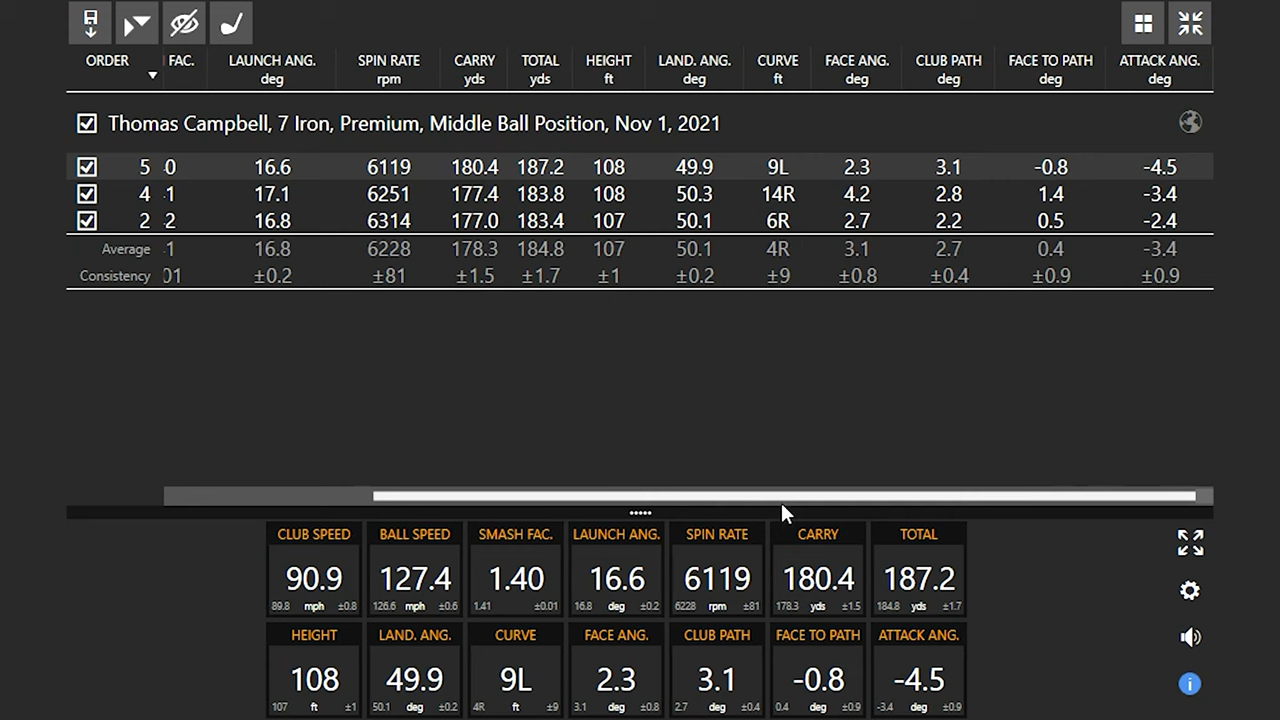 ORDER FAC. LAUNCH ANG. SPIN RATE CARRY TOTAL HEIGHT LAND. ANG. CURVE FACE ANG. CLUB PATH FACE TO PATH ATTACK ANG.
deg rpm yds yds ft deg ft deg deg deg deg
Thomas Campbell, 7 Iron, Premium, Middle Ball Position, Nov 1, 2021
5 0 16.6 6119 180.4 187.2 108 49.9 9L 2.3 3.1 -0.8 -4.5
4 1 17.1 6251 177.4 183.8 108 50.3 14R 4.2 2.8 1.4 -3.4
2 2 16.8 6314 177.0 183.4 107 50.1 6R 2.7 2.2 0.5 -2.4
Average 1 16.8 6228 178.3 184.8 107 50.1 4R 3.1 2.7 0.4 -3.4
Consistency 01 ±0.2 ±81 ±1.5 ±1.7 ±1 ±0.2 ±9 ±0.8 ±0.4 ±0.9 ±0.9
CLUB SPEED BALL SPEED SMASH FAC. LAUNCH ANG. SPIN RATE CARRY TOTAL
90.9 127.4 1.40 16.6 6119 180.4 187.2
89.8 mph ±0.8 126.6 mph ±0.6 1.41 ±0.01 16.8 deg ±0.2 6228 rpm ±81 178.3 yds ±1.5 184.8 yds ±1.7
HEIGHT LAND. ANG. CURVE FACE ANG. CLUB PATH FACE TO PATH ATTACK ANG.
108 49.9 9L 2.3 3.1 -0.8 -4.5
107 ft ±1 50.1 deg ±0.2 4R ft ±9 3.1 deg ±0.8 2.7 deg ±0.4 0.4 deg ±0.9 -3.4 deg ±0.9